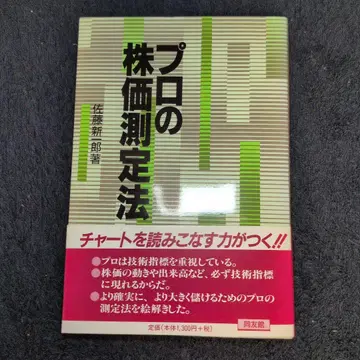 プロの
株価測定法
佐藤新一郎著
チャートを読みこなす力がつく!!
●プロは技術指標を重視している。
●株価の動きや出来高など、必ず技術指標
に現れるからだ。
●より確実に、より大きく儲けるためのプロの
測定法を絵解きした。
定価(本体1,300円+税)
同友館